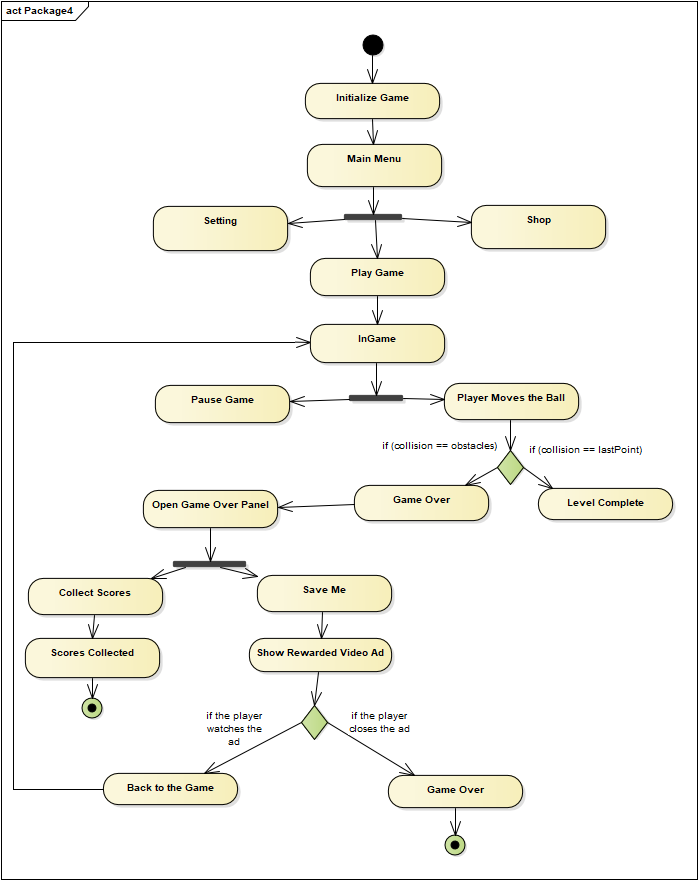 act Package4
Initialize Game
Main Menu
Setting
Shop
Play Game
InGame
Pause Game
Player Moves the Ball
if (collision == obstacles)
if (collision == lastPoint)
Open Game Over Panel
Game Over
Level Complete
Collect Scores
Save Me
Scores Collected
Show Rewarded Video Ad
if the player
watches the
ad
if the player
closes the ad
Back to the Game
Game Over